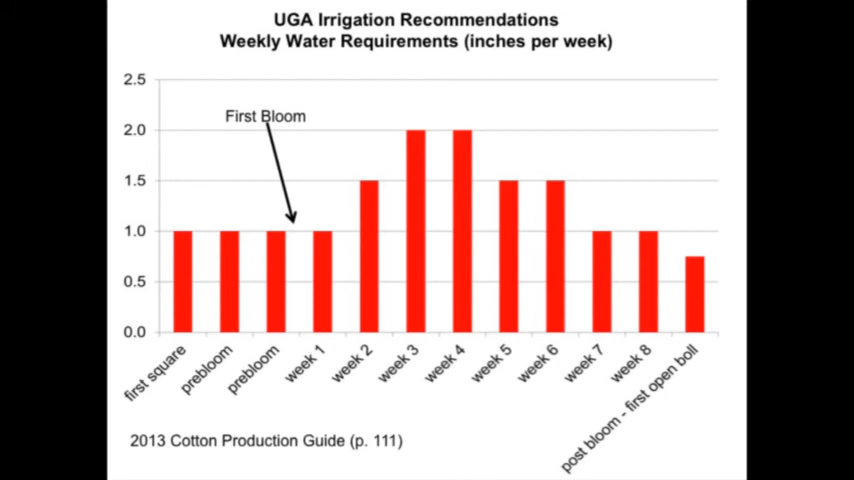 UGA Irrigation Recommendations
Weekly Water Requirements (inches per week)
2.5
First Bloom
2.0
1.5
1.0
0.5
0.0
first square
prebloom
prebloom
week 1
week 2
week 3
week 4
week 5
week 6
week 7
week 8
post bloom - first open boll
2013 Cotton Production Guide (p. 111)